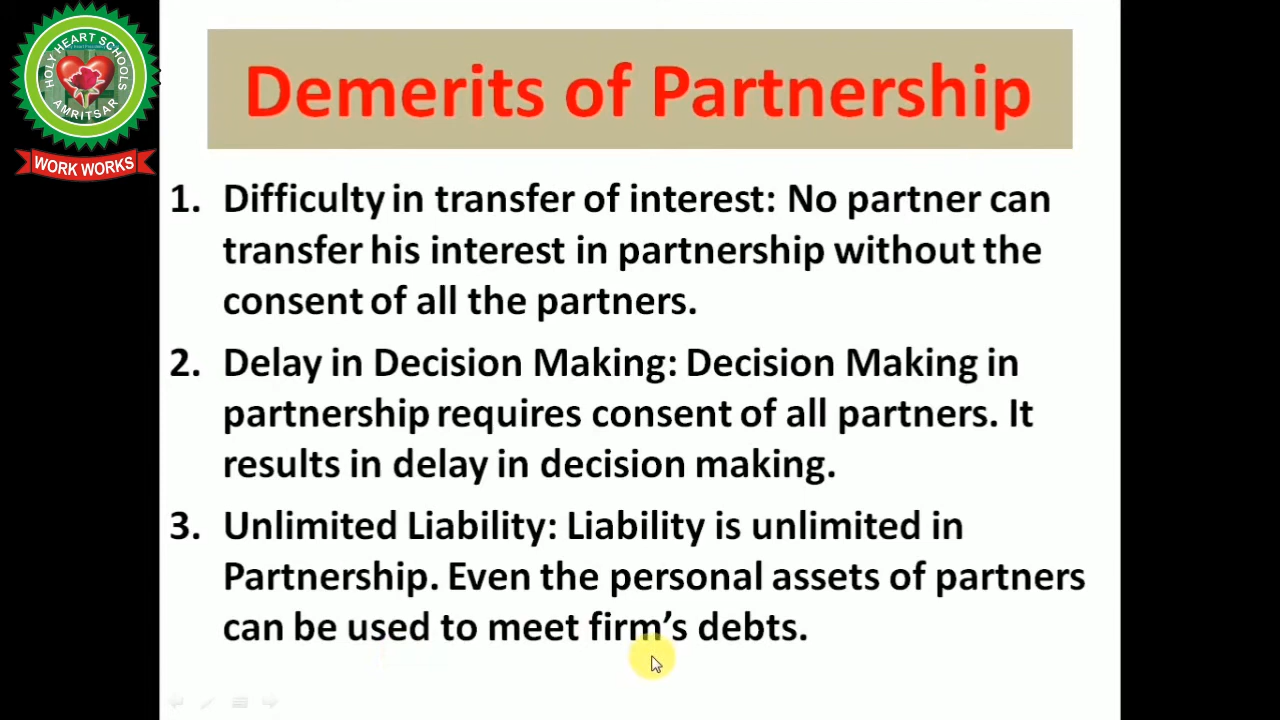 HOLY HEART SCHOOLS
AMRITSAR
WORK WORKS
Demerits of Partnership
1. Difficulty in transfer of interest: No partner can
transfer his interest in partnership without the
consent of all the partners.
2. Delay in Decision Making: Decision Making in
partnership requires consent of all partners. It
results in delay in decision making.
3. Unlimited Liability: Liability is unlimited in
Partnership. Even the personal assets of partners
can be used to meet firm’s debts.